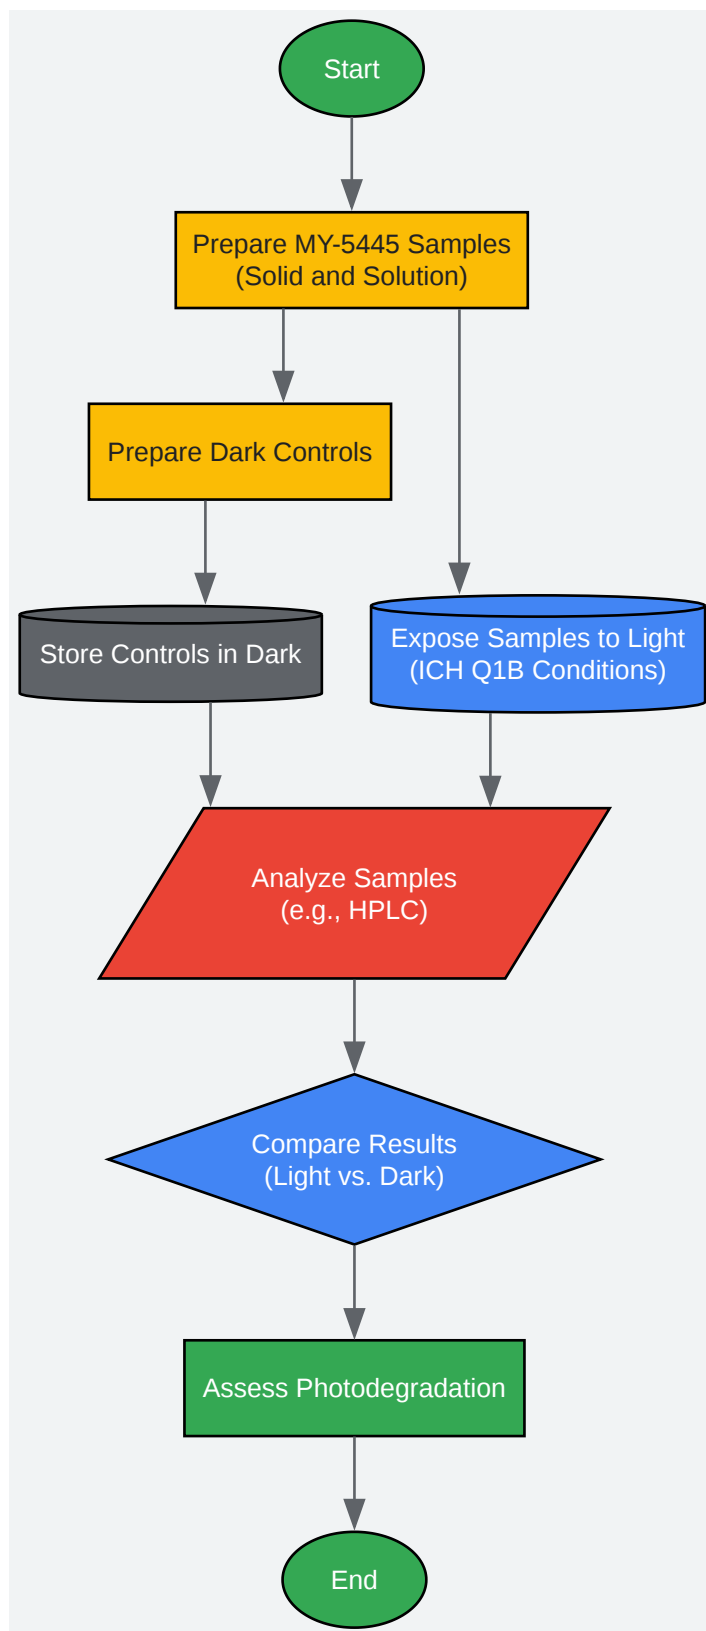 Start
Prepare MY-5445 Samples
(Solid and Solution)
Prepare Dark Controls
Store Controls in Dark
Expose Samples to Light
(ICH Q1B Conditions)
Analyze Samples
(e.g., HPLC)
Compare Results
(Light vs. Dark)
Assess Photodegradation
End